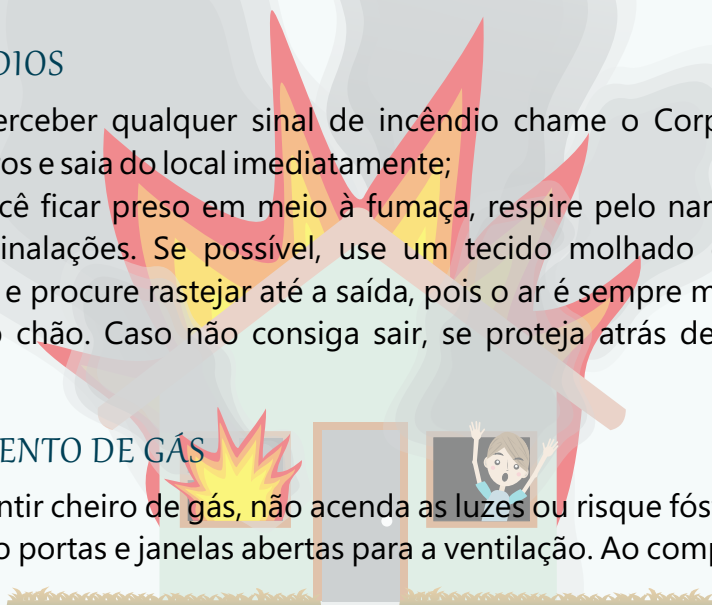 DIOS
erceber qualquer sinal de incêndio chame o Corp
os e saia do local imediatamente;
cê ficar preso em meio à fumaça, respire pelo nar
inalações. Se possível, use um tecido molhado
e procure rastejar até a saída, pois o ar é sempre m
o chão. Caso não consiga sair, se proteja atrás de
ENTO DE GÁS
ntir cheiro de gás, não acenda as luzes ou risque fós
o portas e janelas abertas para a ventilação. Ao comp